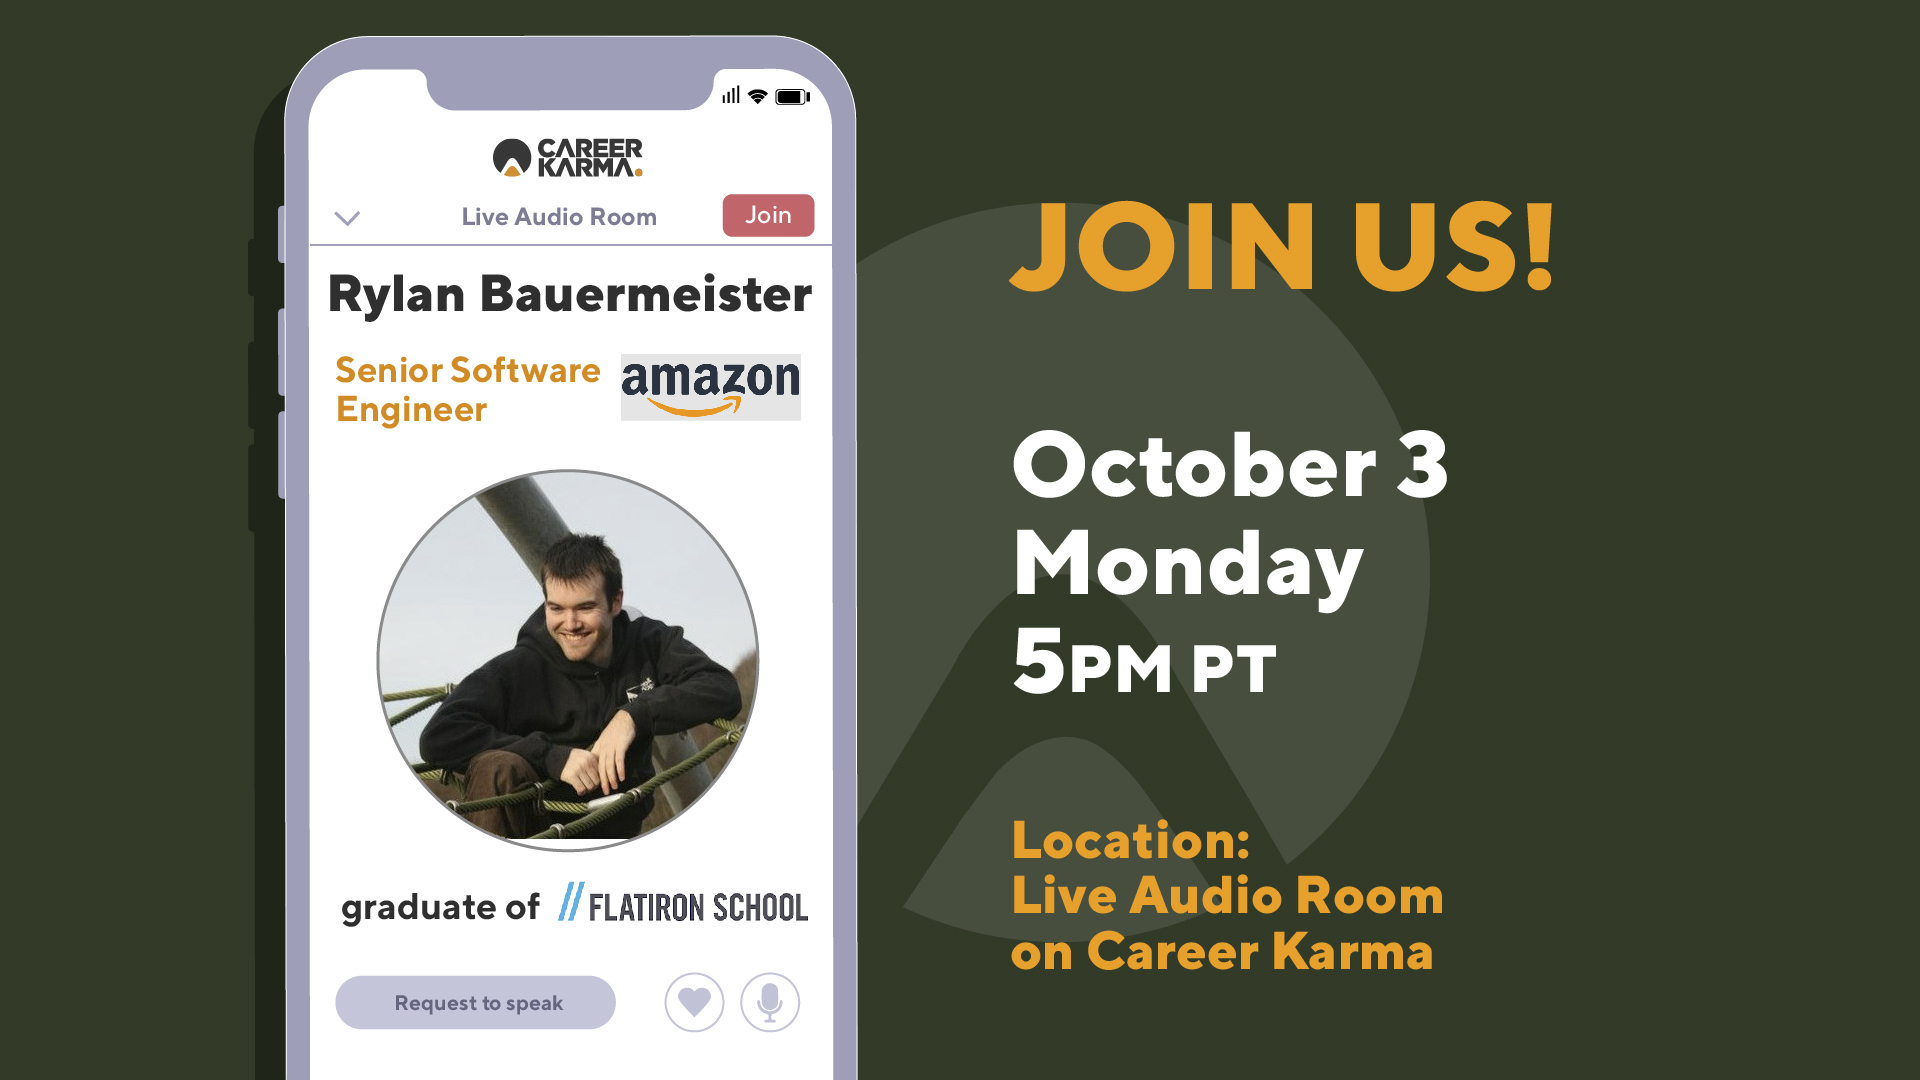 CAREER
KARMA.
Live Audio Room
Join
Rylan Bauermeister
Senior Software
Engineer
amazon
graduate of
FLATIRON SCHOOL
Request to speak
JOIN US!
October 3
Monday
5PM PT
Location:
Live Audio Room
on Career Karma